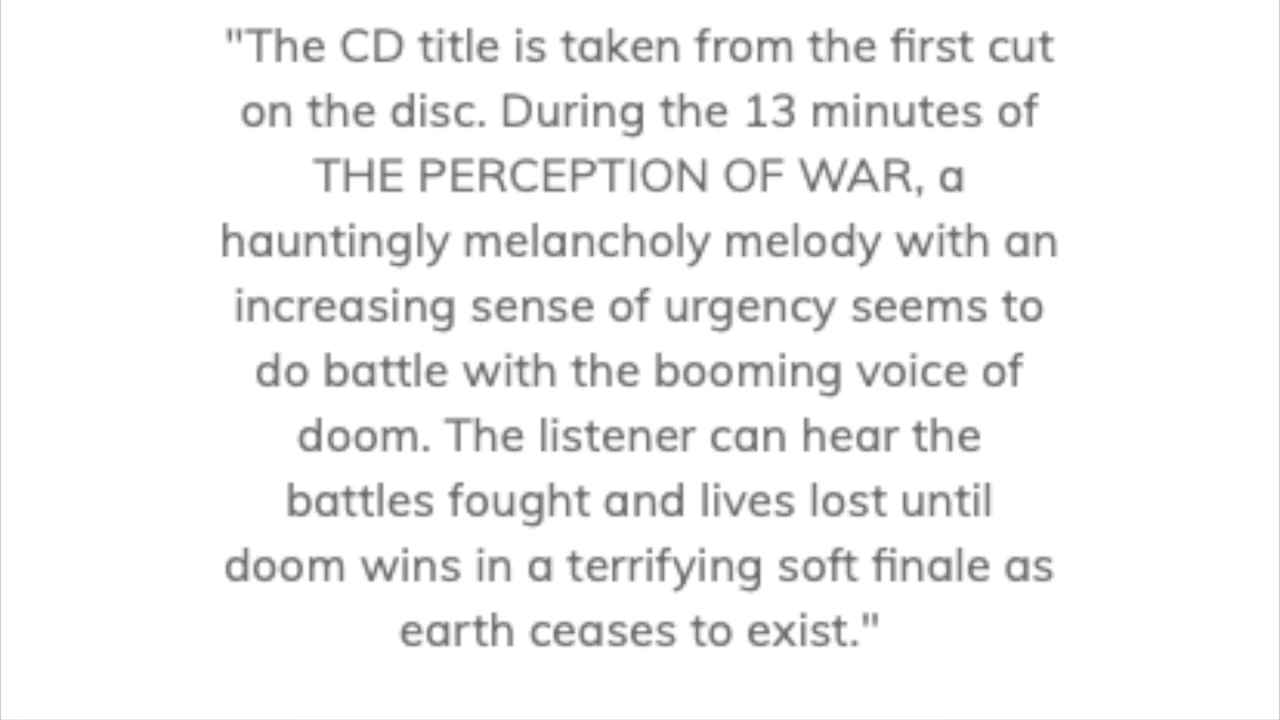 "The CD title is taken from the first cut
on the disc. During the 13 minutes of
THE PERCEPTION OF WAR, a
hauntingly melancholy melody with an
increasing sense of urgency seems to
do battle with the booming voice of
doom. The listener can hear the
battles fought and lives lost until
doom wins in a terrifying soft finale as
earth ceases to exist."